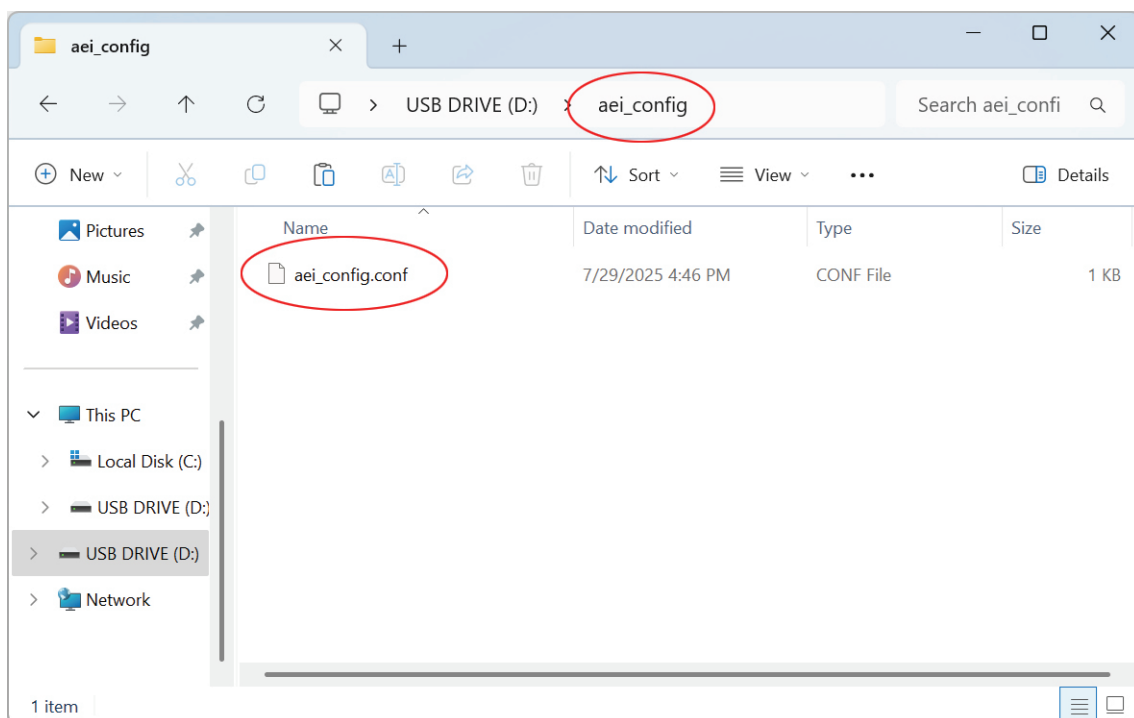 aei_config
USB DRIVE (D:) aei_config
Search aei_confi
New Sort View Details
Name Date modified Type Size
aei_config.conf 7/29/2025 4:46 PM CONF File 1 KB
Pictures
Music
Videos
This PC
Local Disk (C:)
USB DRIVE (D:)
USB DRIVE (D:)
Network
1 item